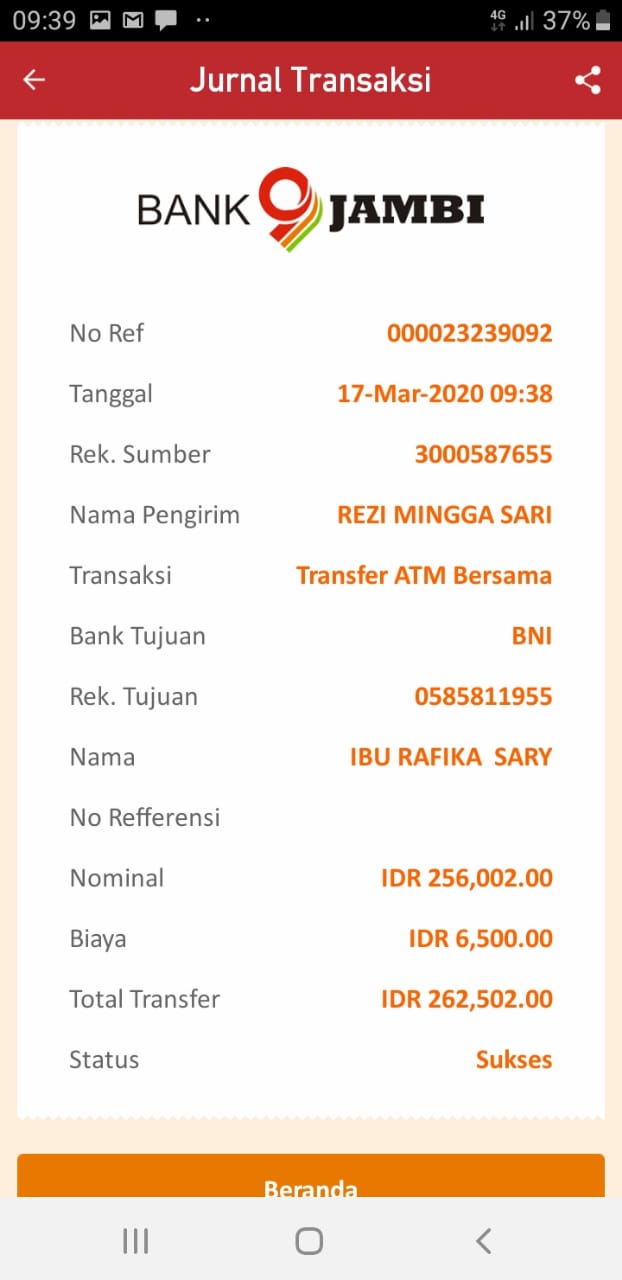 09:39 4G 37%
Jurnal Transaksi
BANK 9 JAMBI
No Ref 000023239092
Tanggal 17-Mar-2020 09:38
Rek. Sumber 3000587655
Nama Pengirim REZI MINGGA SARI
Transaksi Transfer ATM Bersama
Bank Tujuan BNI
Rek. Tujuan 0585811955
Nama IBU RAFIKA  SARY
No Refferensi
Nominal IDR 256,002.00
Biaya IDR 6,500.00
Total Transfer IDR 262,502.00
Status Sukses
Beranda